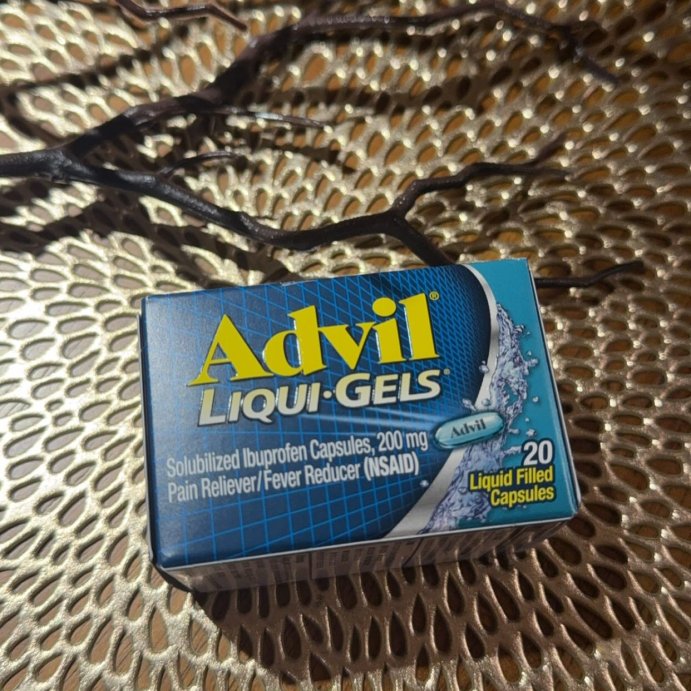 Advil®
LIQUI·GELS®
Solubilized Ibuprofen Capsules, 200 mg
Pain Reliever/Fever Reducer (NSAID)
Advil
20
Liquid Filled
Capsules